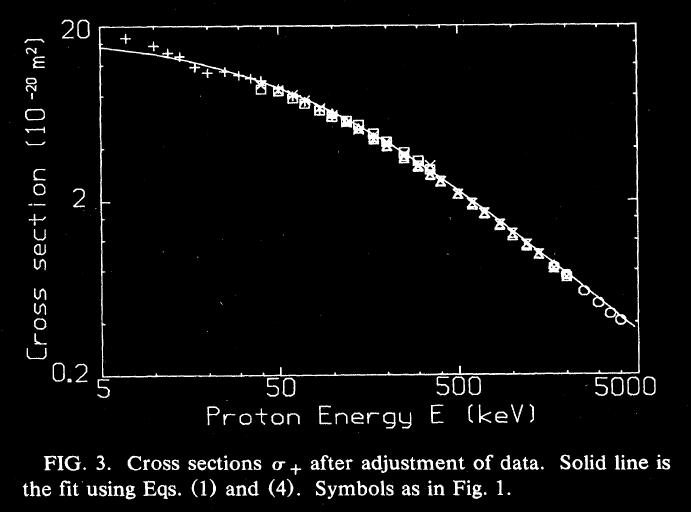 20
2
0.2
Cross section (10⁻²⁰ m²)
5 50 500 5000
Proton Energy E (keV)
FIG. 3. Cross sections σ₊ after adjustment of data. Solid line is
the fit using Eqs. (1) and (4). Symbols as in Fig. 1.